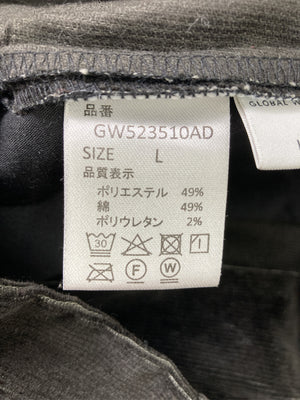 品番
GW523510AD
SIZE L
品質表示
ポリエステル 49%
綿 49%
ポリウレタン 2%
30
F W
GLOBAL